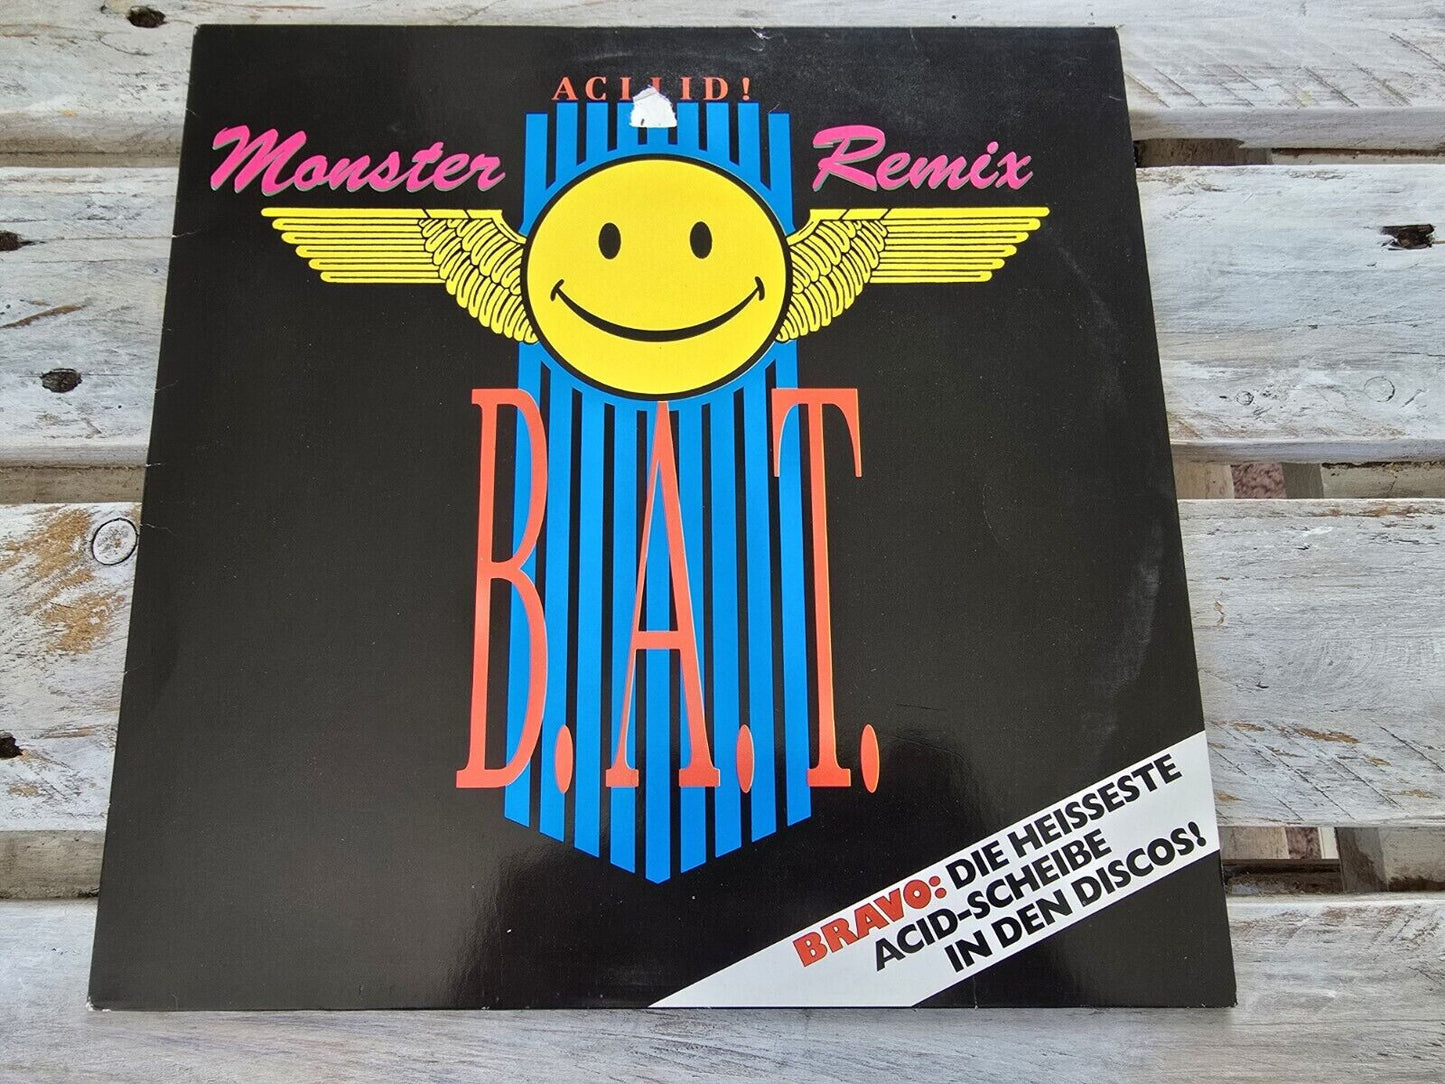 ACIIID!
Monster Remix
B.A.T.
BRAVO: DIE HEISSESTE
ACID-SCHEIBE
IN DEN DISCOS!